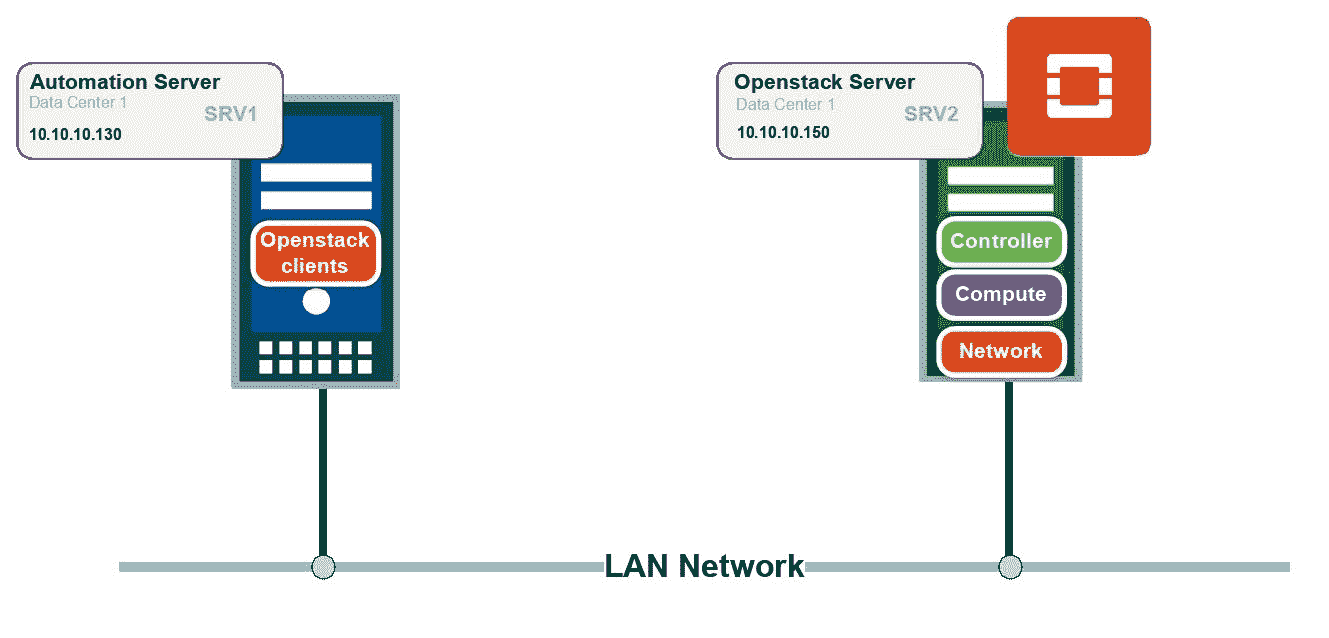 Automation Server
Data Center 1
SRV1
10.10.10.130
Openstack
clients
Openstack Server
Data Center 1
SRV2
10.10.10.150
Controller
Compute
Network
LAN Network